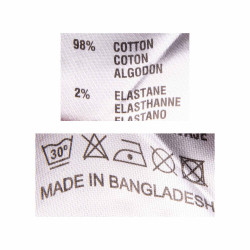 98% COTTON
COTON
ALGODON
2% ELASTANE
ELASTHANNE
ELASTANO
30°
MADE IN BANGLADESH